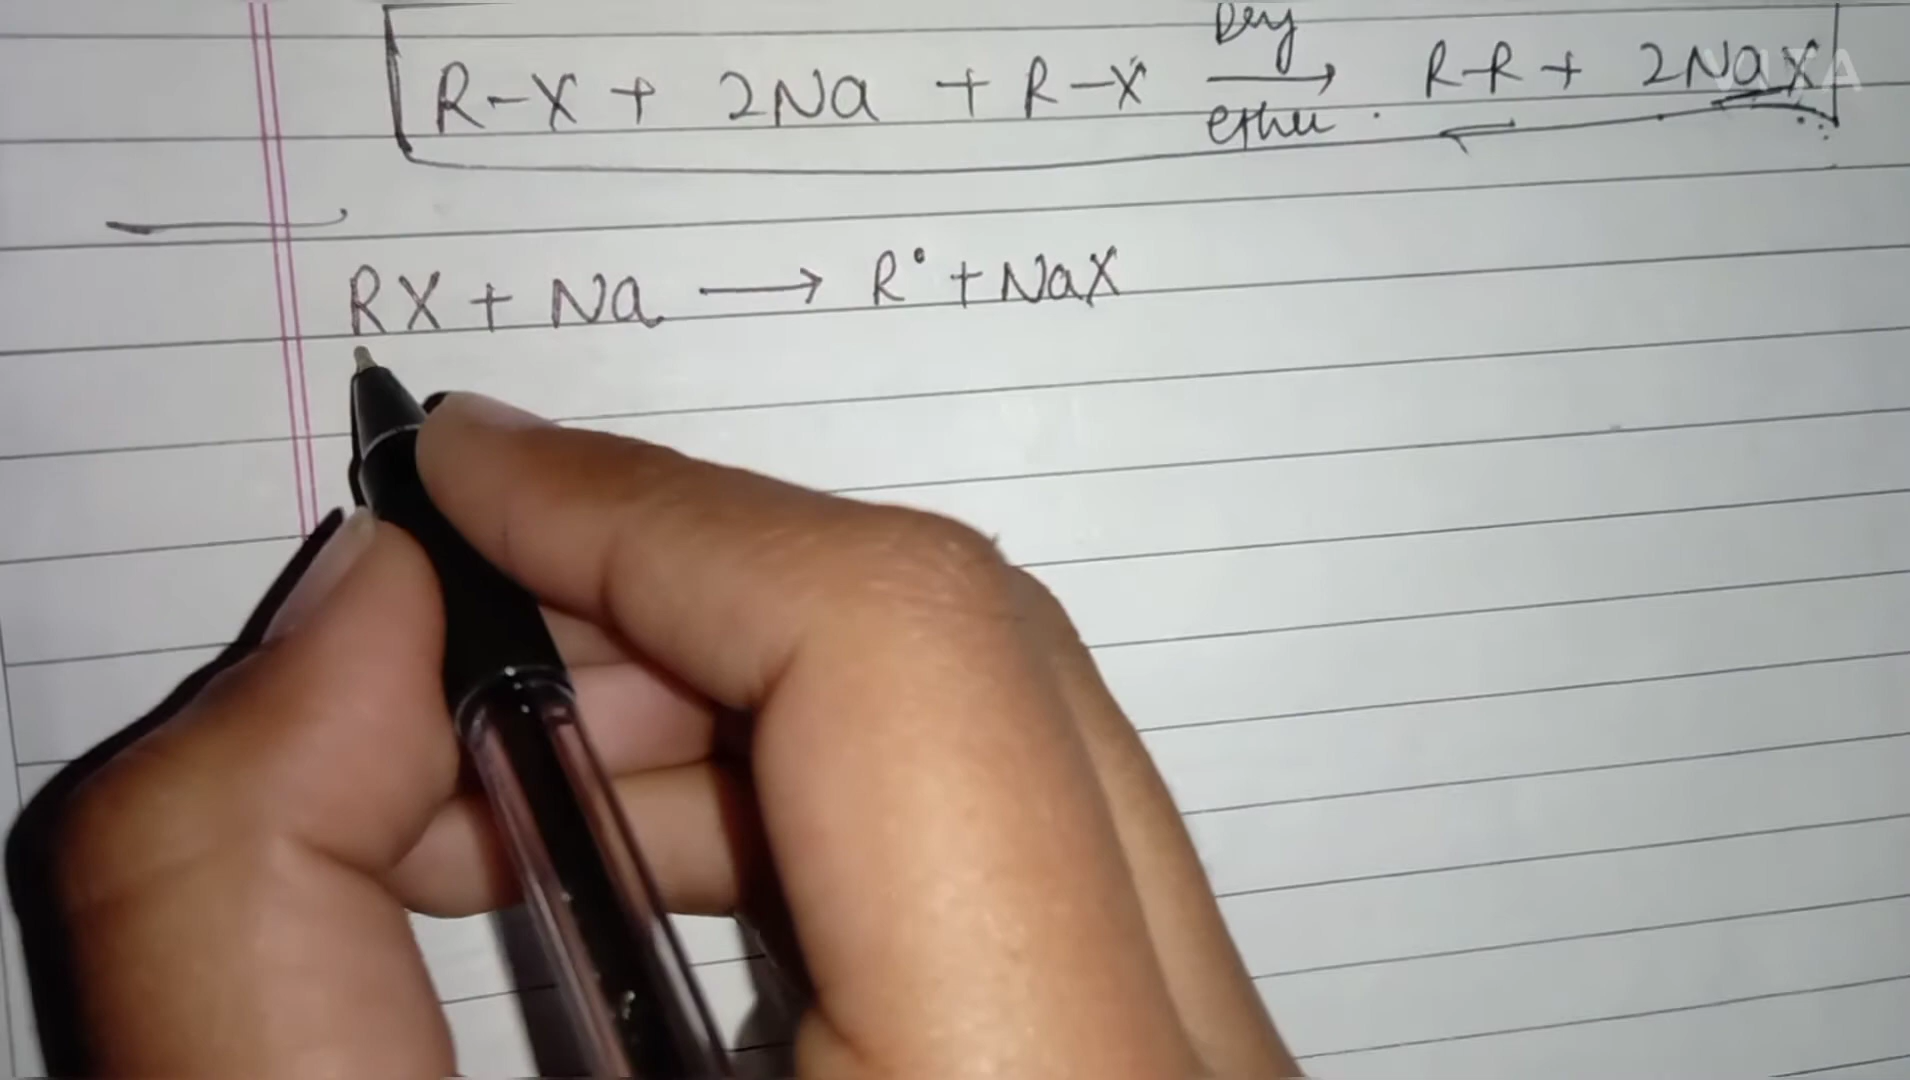 R-X + 2Na + R-X Dry ether → R-R + 2NaX
RX + Na → R• + NaX